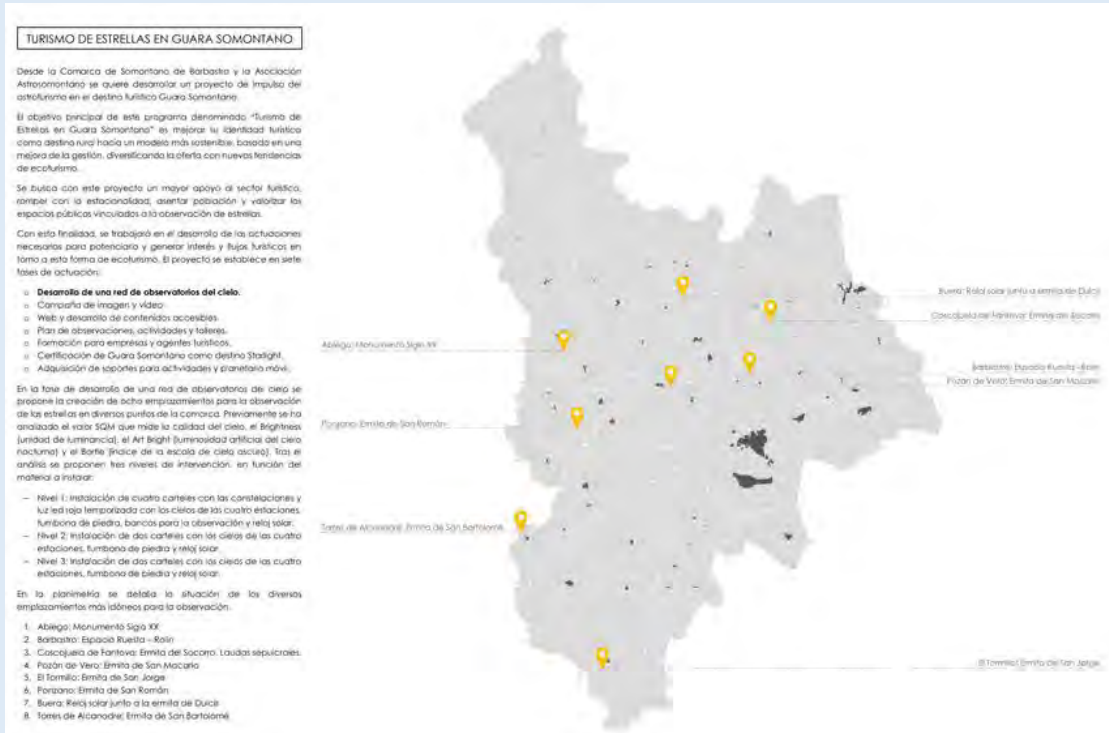 TURISMO DE ESTRELLAS EN GUARA SOMONTANO
Desde la Comarca de Somontano de Barbastro y la Asociación
Astrosomontano se quiere desarrollar un proyecto de impulso del
astroturismo en el destino turístico Guara Somontano.
El objetivo principal de este programa denominado "Turismo de
Estrellas en Guara Somontano" es mejorar su identidad turística
como destino rural hacia un modelo más sostenible, basado en una
mejora de la gestión, diversificando la oferta con nuevas tendencias
de ecoturismo.
Se busca con este proyecto un mayor apoyo al sector turístico,
romper con la estacionalidad, asentar población y valorizar los
espacios públicos vinculados a la observación de estrellas.
Con esta finalidad, se trabajará en el desarrollo de las actuaciones
necesarias para potenciarlo y generar interés y flujos turísticos en
torno a esta forma de ecoturismo. El proyecto se establece en siete
fases de actuación:
o Desarrollo de una red de observatorios del cielo.
o Campaña de imagen y video
o Web y desarrollo de contenidos accesibles.
o Plan de observaciones, actividades y talleres.
o Formación para empresas y agentes turísticos.
o Certificación de Guara Somontano como destino Starlight.
o Adquisición de soportes para actividades y planetario móvil.
En la fase de desarrollo de una red de observatorios del cielo se
propone la creación de ocho emplazamientos para la observación
de las estrellas en diversos puntos de la comarca. Previamente se ha
analizado el valor SQM que mide la calidad del cielo, el Brightness
(unidad de luminancia), el Art Bright (luminosidad artificial del cielo
nocturno) y el Bortle (índice de la escala de cielo oscuro). Tras el
análisis se proponen tres niveles de intervención, en función del
material a instalar:
– Nivel 1: Instalación de cuatro carteles con las constelaciones y
luz led roja temporizada con los cielos de las cuatro estaciones,
tumbona de piedra, bancos para la observación y reloj solar.
– Nivel 2: Instalación de dos carteles con los cielos de las cuatro
estaciones, tumbona de piedra y reloj solar.
– Nivel 3: Instalación de dos carteles con los cielos de las cuatro
estaciones, tumbona de piedra y reloj solar.
En la planimetría se detalla la situación de los diversos
emplazamientos más idóneos para la observación.
1. Abiego: Monumento Siglo XX
2. Barbastro: Espacio Ruesta – Rolin
3. Coscojuela de Fantova: Ermita del Socorro. Laudas sepulcrales.
4. Pozán de Vero: Ermita de San Macario
5. El Tormillo: Ermita de San Jorge
6. Ponzano: Ermita de San Román
7. Buera: Reloj solar junto a la ermita de Dulcis
8. Torres de Alcanadre: Ermita de San Bartolomé
Buera: Reloj solar junto a ermita de Dulcis
Coscojuela de Fantova: Ermita del Socorro
Abiego: Monumento Siglo XX
Barbastro: Espacio Ruesta -Rolin
Pozán de Vero: Ermita de San Macario
Ponzano: Ermita de San Román
Torres de Alcanadre: Ermita de San Bartolomé
El Tormillo: Ermita de San Jorge